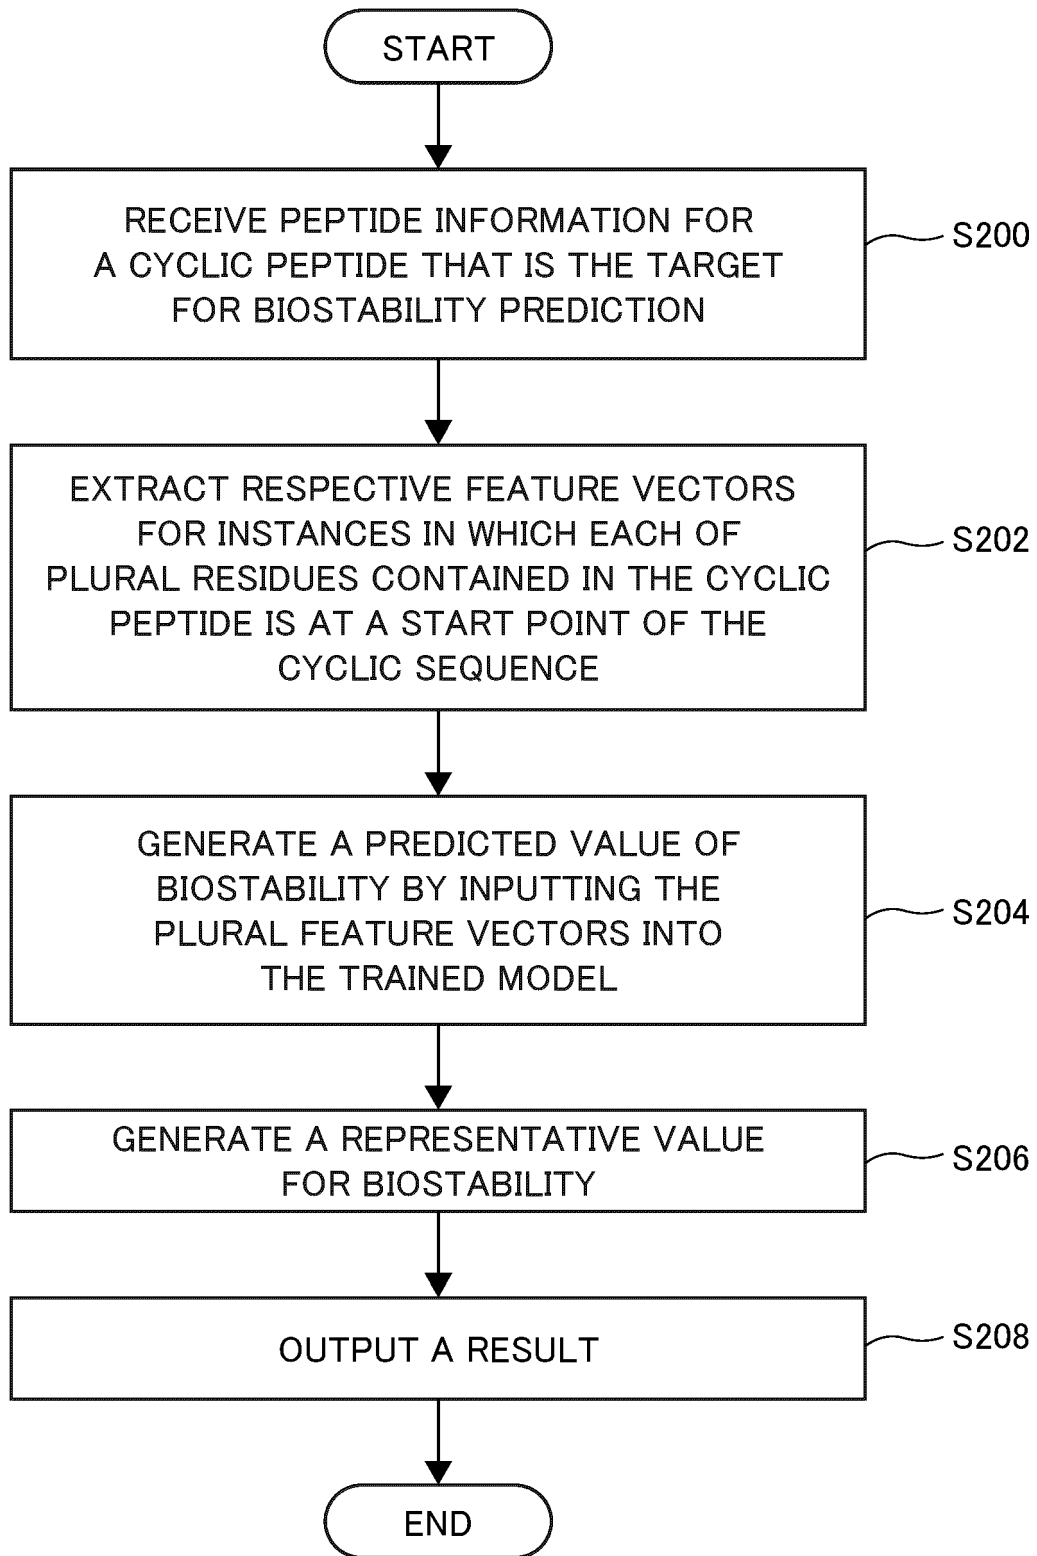 START
RECEIVE PEPTIDE INFORMATION FOR
A CYCLIC PEPTIDE THAT IS THE TARGET
FOR BIOSTABILITY PREDICTION
S200
EXTRACT RESPECTIVE FEATURE VECTORS
FOR INSTANCES IN WHICH EACH OF
PLURAL RESIDUES CONTAINED IN THE CYCLIC
PEPTIDE IS AT A START POINT OF THE
CYCLIC SEQUENCE
S202
GENERATE A PREDICTED VALUE OF
BIOSTABILITY BY INPUTTING THE
PLURAL FEATURE VECTORS INTO
THE TRAINED MODEL
S204
GENERATE A REPRESENTATIVE VALUE
FOR BIOSTABILITY
S206
OUTPUT A RESULT
S208
END